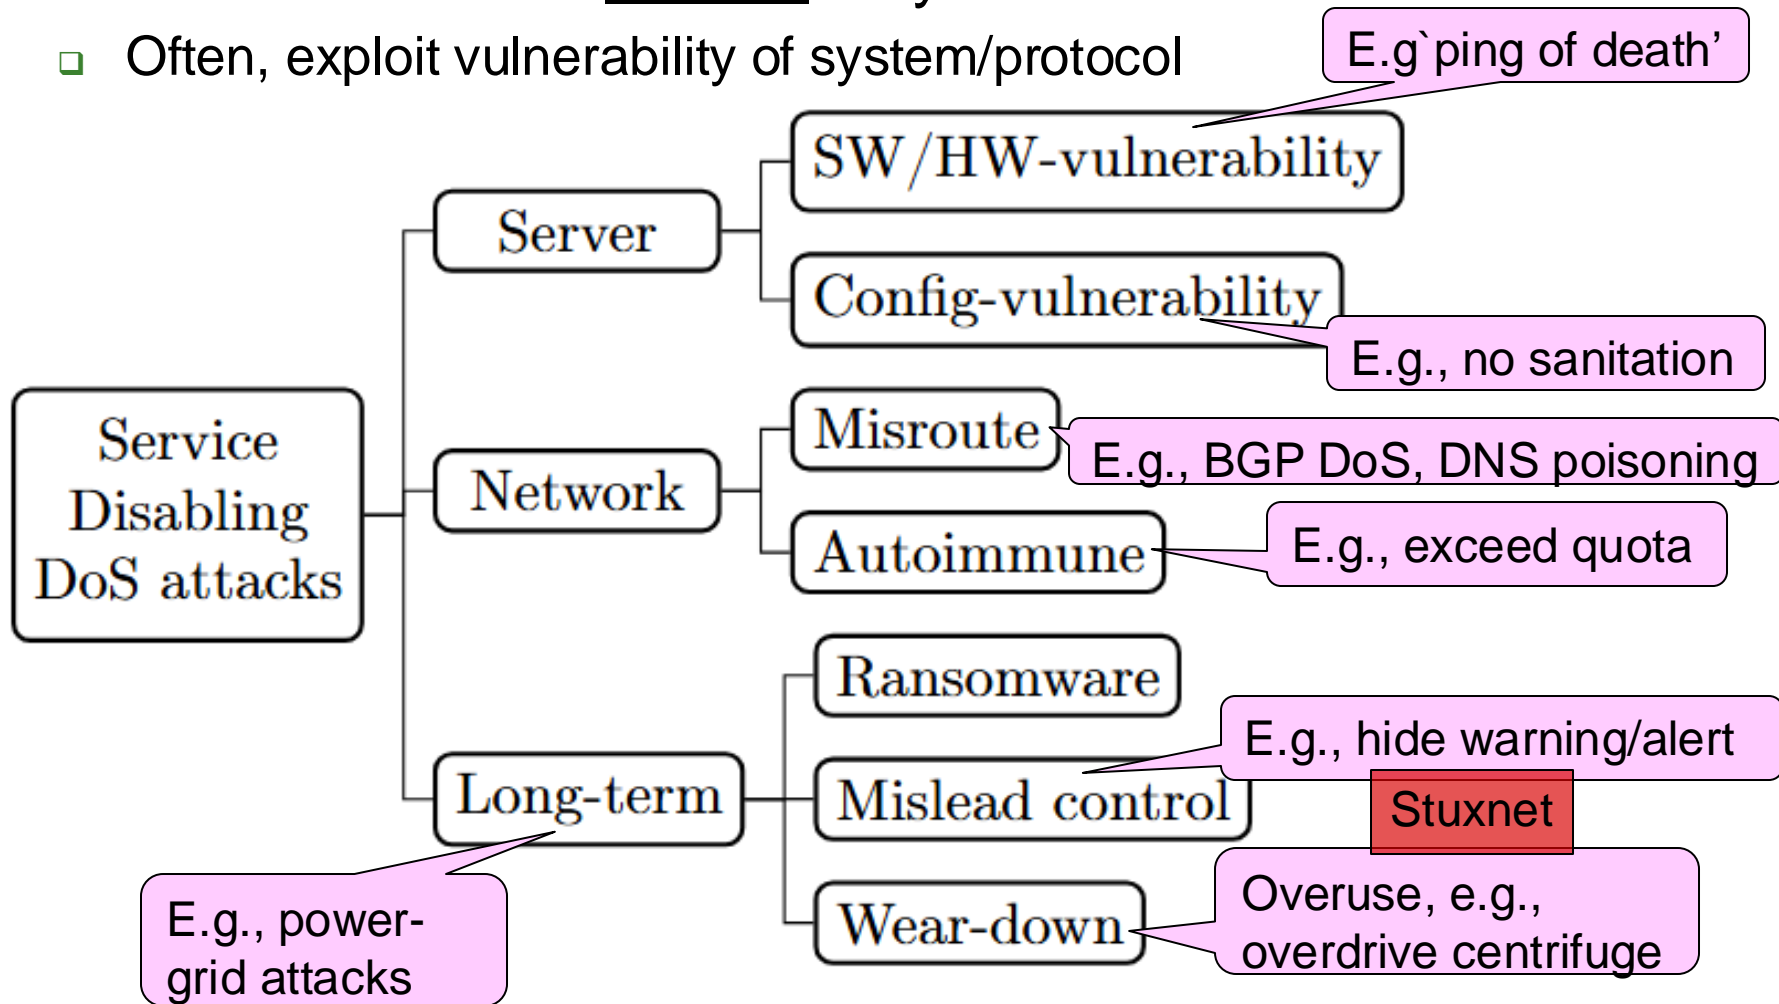 Often, exploit vulnerability of system/protocol
E.g`ping of death’
SW/HW-vulnerability
Server
Config-vulnerability
E.g., no sanitation
Service
Disabling
DoS attacks
Misroute
E.g., BGP DoS, DNS poisoning
Network
Autoimmune
E.g., exceed quota
Ransomware
E.g., hide warning/alert
Long-term
Mislead control
Stuxnet
E.g., power-
grid attacks
Wear-down
Overuse, e.g.,
overdrive centrifuge